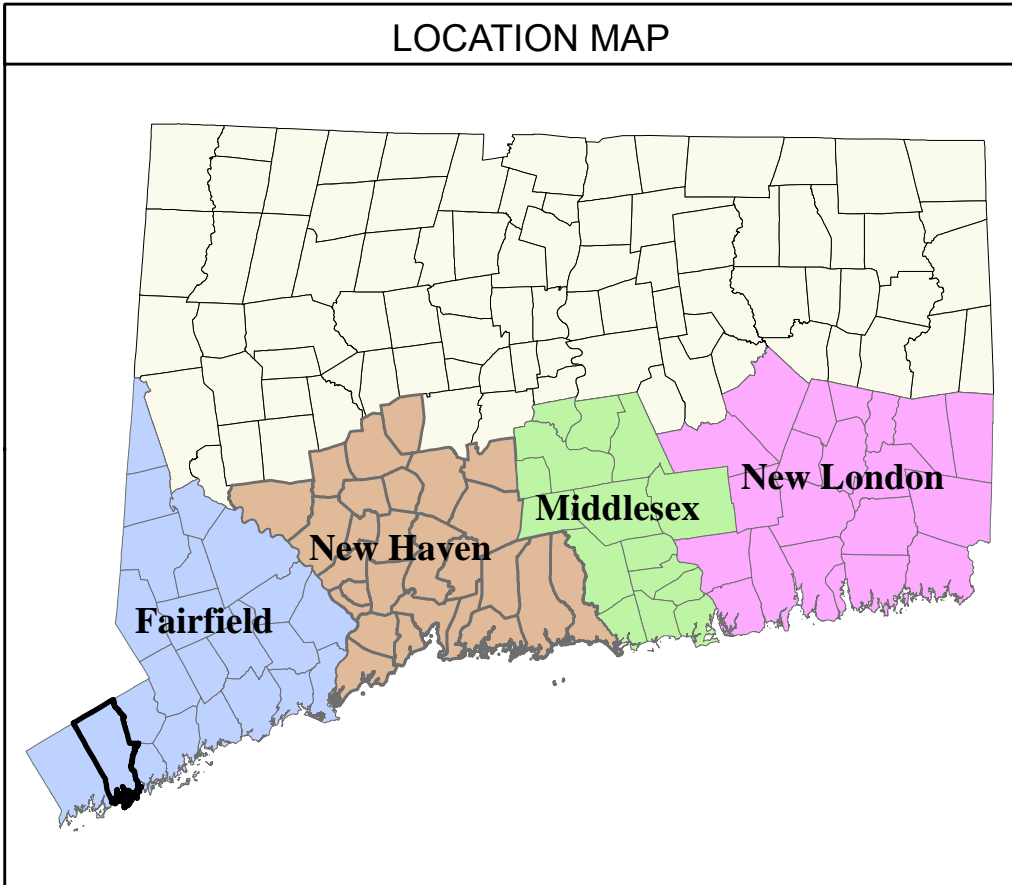 LOCATION MAP
New London
Middlesex
New Haven
Fairfield